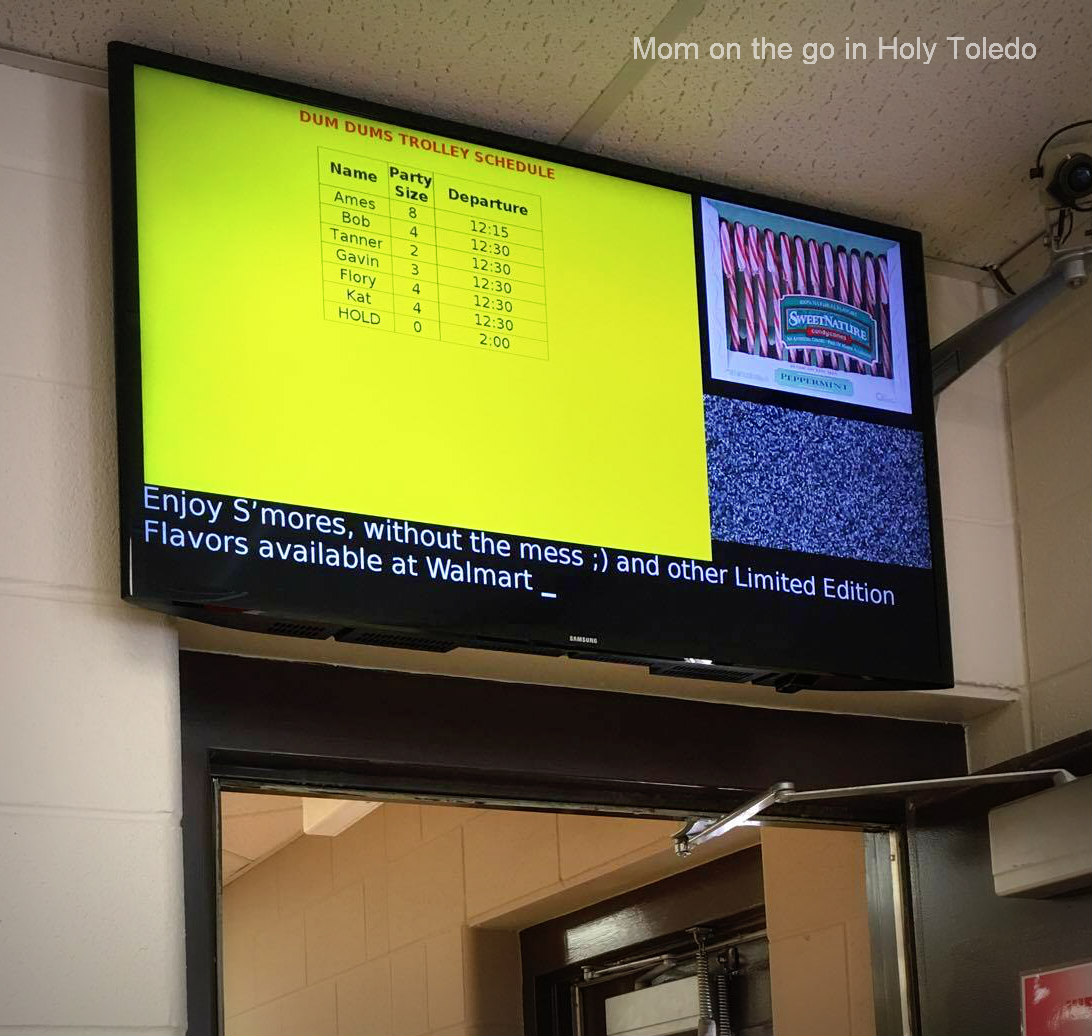 Mom on the go in Holy Toledo
DUM DUMS TROLLEY SCHEDULE
Name Party Size Departure
Ames 8 12:15
Bob 4 12:30
Tanner 2 12:30
Gavin 3 12:30
Flory 4 12:30
Kat 4 12:30
HOLD 0 2:00
SWEETNATURE
candy canes
PEPPERMINT
Enjoy S'mores, without the mess ;) and other Limited Edition
Flavors available at Walmart _
SAMSUNG